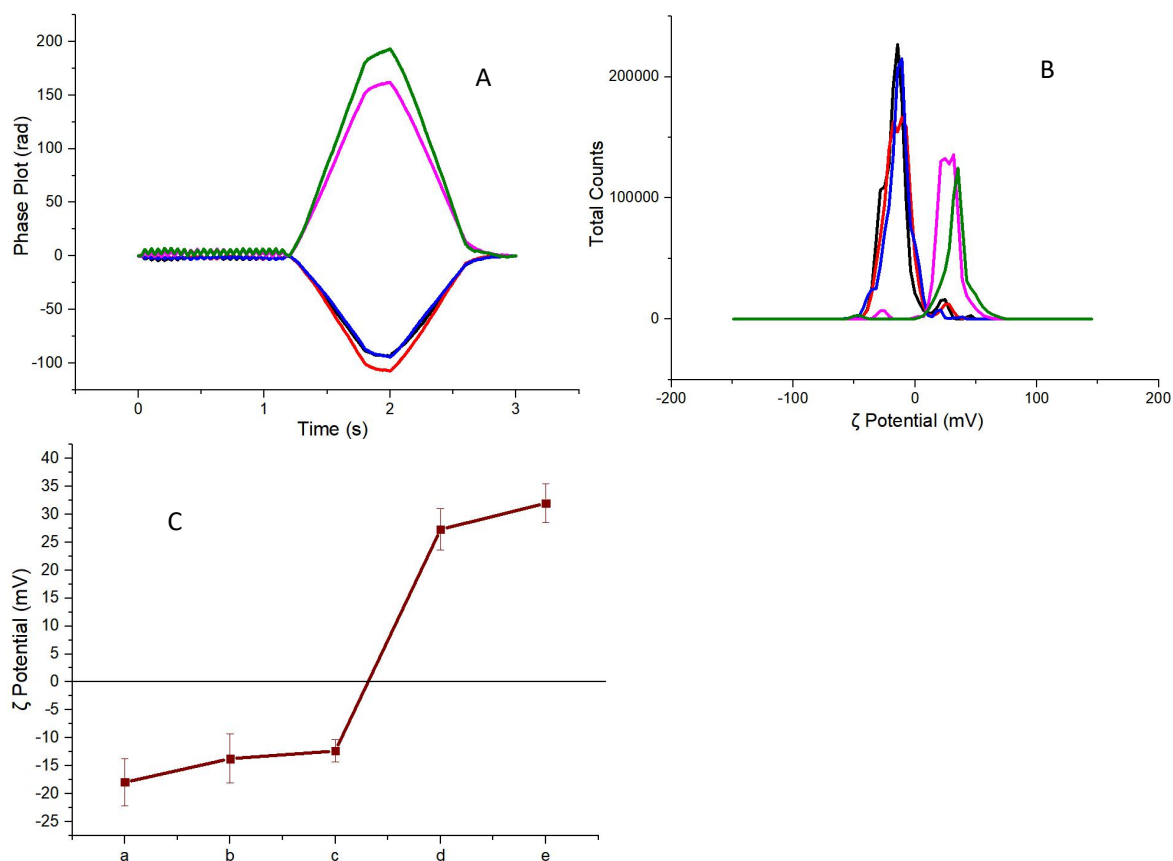 A
200
150
100
50
0
-50
-100
Phase Plot (rad)
0 1 2 3
Time (s)
B
200000
100000
0
Total Counts
-200 -100 0 100 200
ζ Potential (mV)
C
40
35
30
25
20
15
10
5
0
-5
-10
-15
-20
-25
ζ Potential (mV)
a b c d e